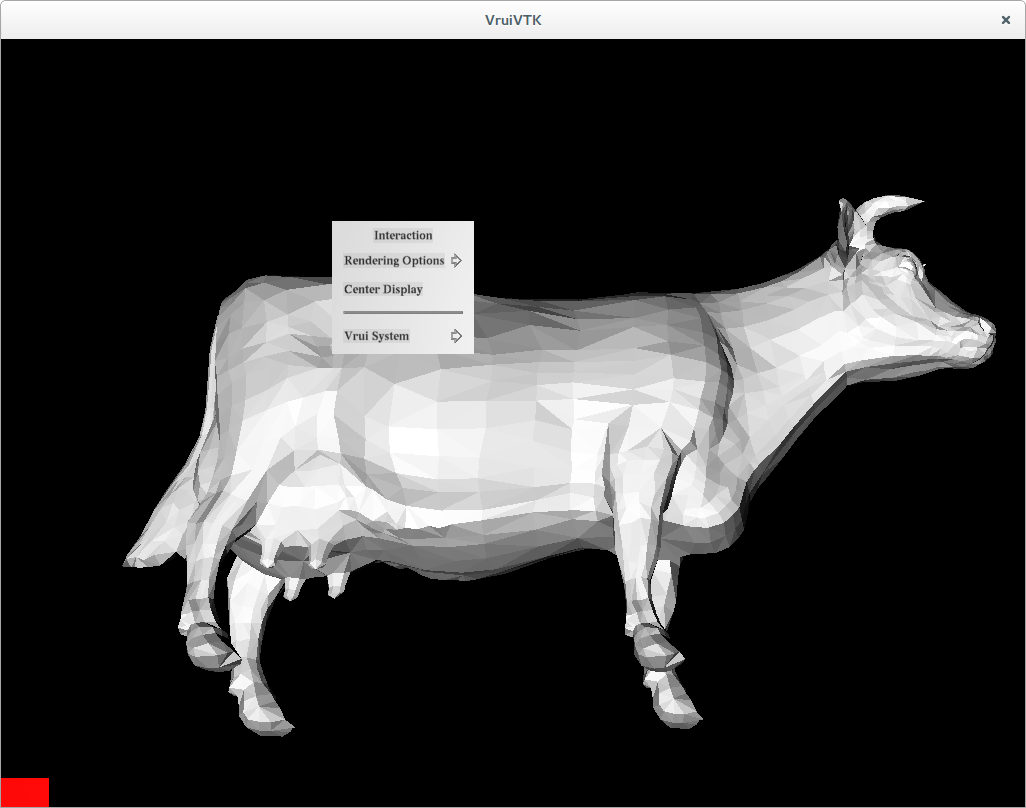 VruiVTK
Interaction
Rendering Options
Center Display
Vrui System